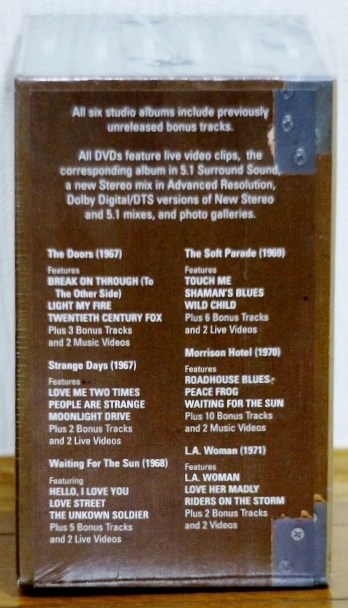 All six studio albums include previously
unreleased bonus tracks.
All DVDs feature live video clips, the
corresponding album in 5.1 Surround Sound,
a new Stereo mix in Advanced Resolution,
Dolby Digital/DTS versions of New Stereo
and 5.1 mixes, and photo galleries.
The Doors (1967)
Features
BREAK ON THROUGH (To
The Other Side)
LIGHT MY FIRE
TWENTIETH CENTURY FOX
Plus 3 Bonus Tracks
and 2 Music Videos
Strange Days (1967)
Features
LOVE ME TWO TIMES
PEOPLE ARE STRANGE
MOONLIGHT DRIVE
Plus 2 Bonus Tracks
and 2 Live Videos
Waiting For The Sun (1968)
Featuring
HELLO, I LOVE YOU
LOVE STREET
THE UNKOWN SOLDIER
Plus 5 Bonus Tracks
and 2 Live Videos
The Soft Parade (1969)
Features
TOUCH ME
SHAMAN'S BLUES
WILD CHILD
Plus 6 Bonus Tracks
and 2 Live Videos
Morrison Hotel (1970)
Features
ROADHOUSE BLUES
PEACE FROG
WAITING FOR THE SUN
Plus 10 Bonus Tracks
and 2 Music Videos
L.A. Woman (1971)
Features
L.A. WOMAN
LOVE HER MADLY
RIDERS ON THE STORM
Plus 2 Bonus Tracks
and 2 Videos